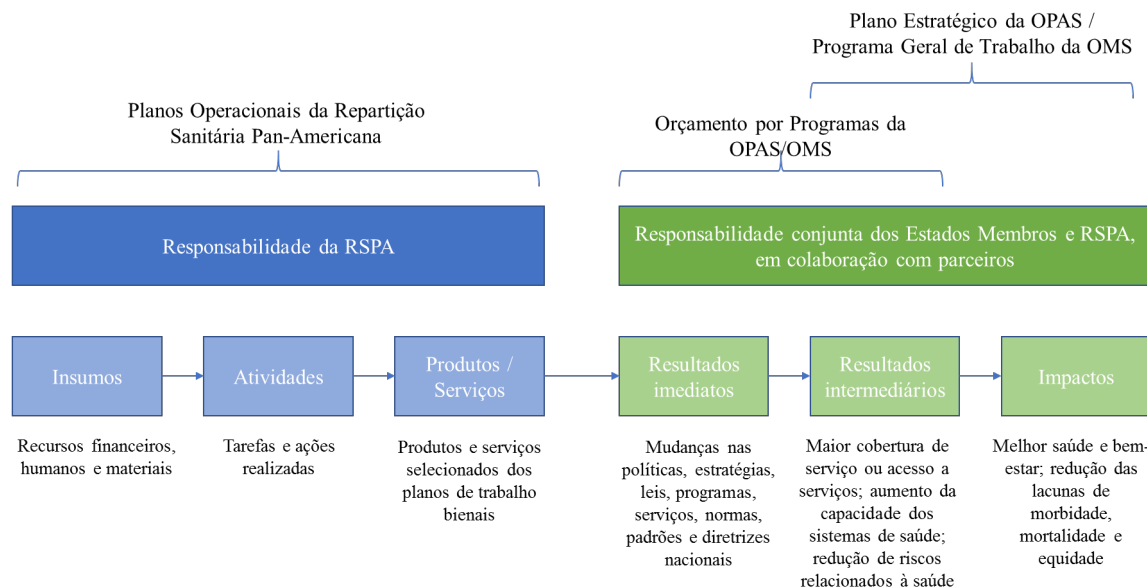 Plano Estratégico da OPAS /
Programa Geral de Trabalho da OMS
Planos Operacionais da Repartição
Sanitária Pan-Americana
Orçamento por Programas da
OPAS/OMS
Responsabilidade da RSPA
Responsabilidade conjunta dos Estados Membros e RSPA,
em colaboração com parceiros
Insumos
Atividades
Produtos /
Serviços
Resultados
imediatos
Resultados
intermediários
Impactos
Recursos financeiros,
humanos e materiais
Tarefas e ações
realizadas
Produtos e serviços
selecionados dos
planos de trabalho
bienais
Mudanças nas
políticas, estratégias,
leis, programas,
serviços, normas,
padrões e diretrizes
nacionais
Maior cobertura de
serviço ou acesso a
serviços; aumento da
capacidade dos
sistemas de saúde;
redução de riscos
relacionados à saúde
Melhor saúde e bem-
estar; redução das
lacunas de
morbidade,
mortalidade e
equidade